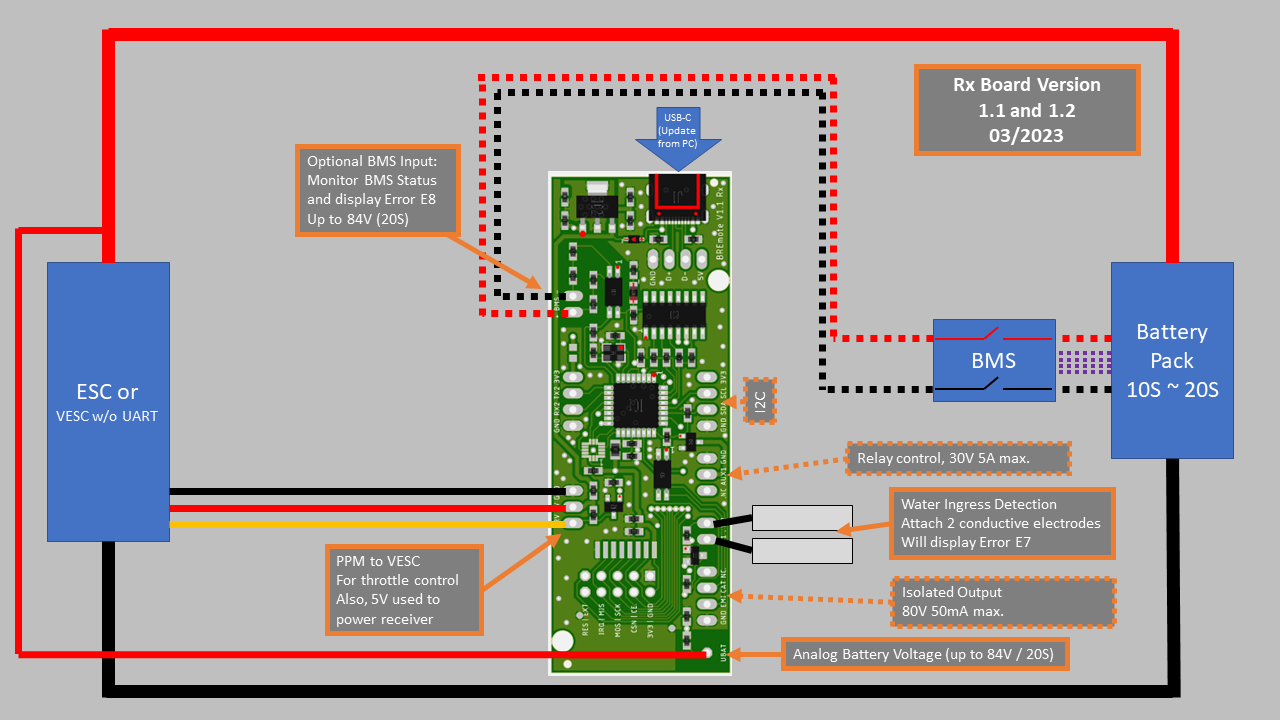 Rx Board Version
1.1 and 1.2
03/2023
USB-C
(Update
from PC)
Optional BMS Input:
Monitor BMS Status
and display Error E8
Up to 84V (20S)
BREmote V1.1 Rx
GND
D+
D-
5V
BMS
GND RX2 TX2 3V3
GND SDA SCL 3V3
I2C
ESC or
VESC w/o UART
BMS
Battery
Pack
10S ~ 20S
Relay control, 30V 5A max.
NC AUX1 GND
Water Ingress Detection
Attach 2 conductive electrodes
Will display Error E7
PPM to VESC
For throttle control
Also, 5V used to
power receiver
Isolated Output
80V 50mA max.
GND EMI CAT NC
RES | EXT
IRQ | MIS
MOS | SCK
CSN | CE
3V3 | GND
UBAT
Analog Battery Voltage (up to 84V / 20S)